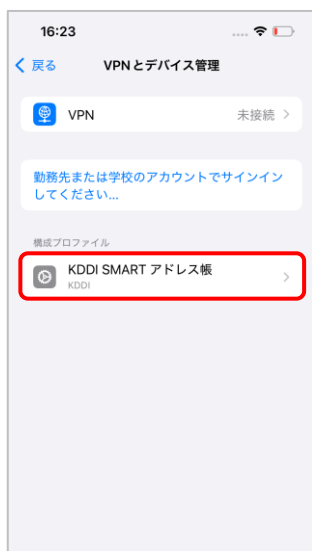 16:23
戻る
VPNとデバイス管理
VPN
未接続
勤務先または学校のアカウントでサインイン
してください...
構成プロファイル
KDDI SMART アドレス帳
KDDI